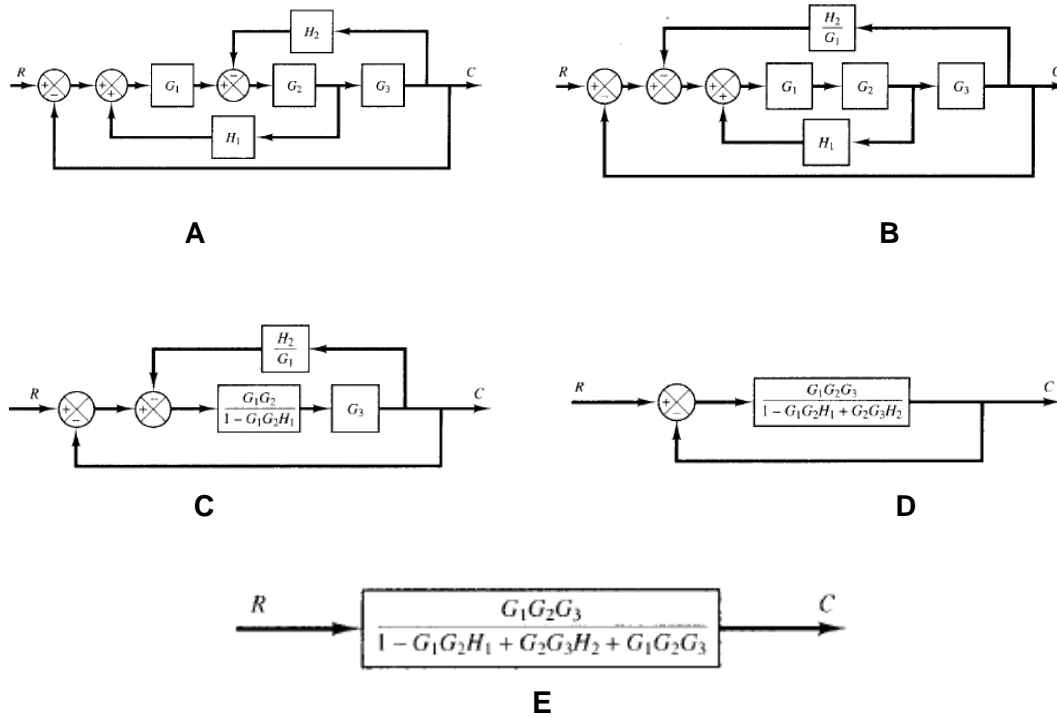 H₂
R + − + + G₁ − + G₂ G₃ C
H₁
A
H₂
G₁
R + − − + + + G₁ G₂ G₃ C
H₁
B
H₂
G₁
R + − − + G₁G₂ G₃ C
1 − G₁G₂H₁
C
R + − G₁G₂G₃ C
1 − G₁G₂H₁ + G₂G₃H₂
D
R G₁G₂G₃ C
1 − G₁G₂H₁ + G₂G₃H₂ + G₁G₂G₃
E